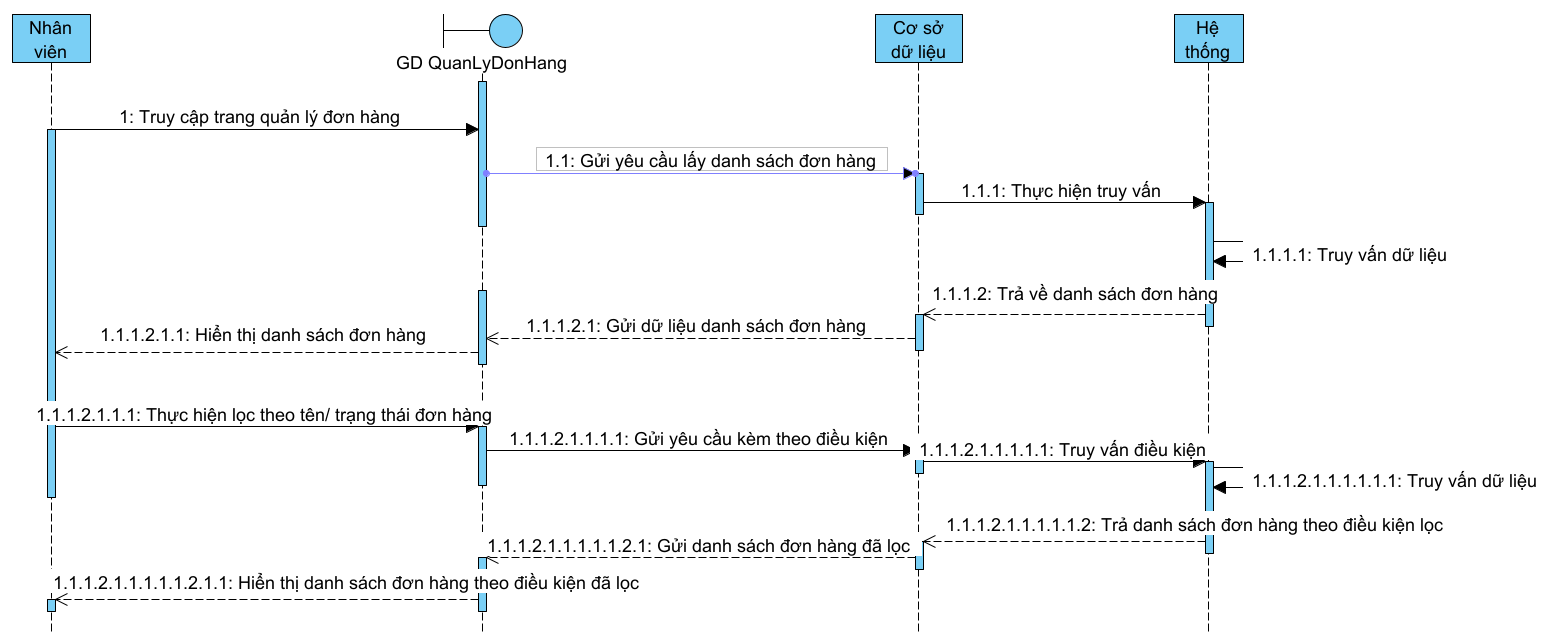 Nhân
viên
GD QuanLyDonHang
Cơ sở
dữ liệu
Hệ
thống
1: Truy cập trang quản lý đơn hàng
1.1: Gửi yêu cầu lấy danh sách đơn hàng
1.1.1: Thực hiện truy vấn
1.1.1.1: Truy vấn dữ liệu
1.1.1.2: Trả về danh sách đơn hàng
1.1.1.2.1: Gửi dữ liệu danh sách đơn hàng
1.1.1.2.1.1: Hiển thị danh sách đơn hàng
1.1.1.2.1.1.1: Thực hiện lọc theo tên/ trạng thái đơn hàng
1.1.1.2.1.1.1.1: Gửi yêu cầu kèm theo điều kiện
1.1.1.2.1.1.1.1.1: Truy vấn điều kiện
1.1.1.2.1.1.1.1.1.1: Truy vấn dữ liệu
1.1.1.2.1.1.1.1.1.2: Trả danh sách đơn hàng theo điều kiện lọc
1.1.1.2.1.1.1.1.1.2.1: Gửi danh sách đơn hàng đã lọc
1.1.1.2.1.1.1.1.1.2.1.1: Hiển thị danh sách đơn hàng theo điều kiện đã lọc